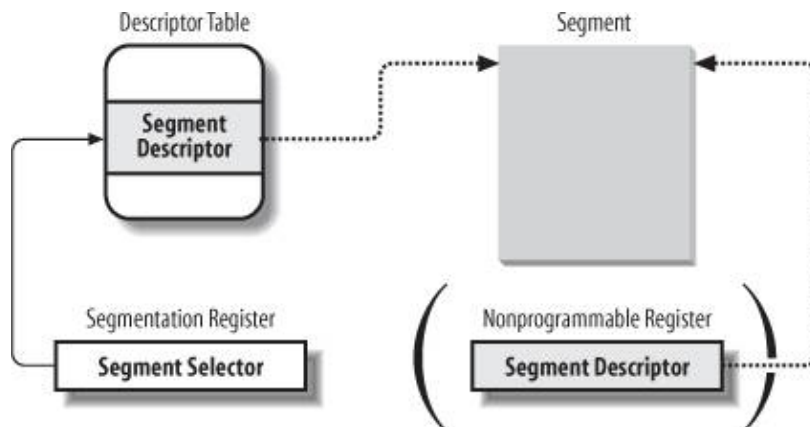 Descriptor Table
Segment
Segment
Descriptor
Segmentation Register
Nonprogrammable Register
Segment Selector
Segment Descriptor